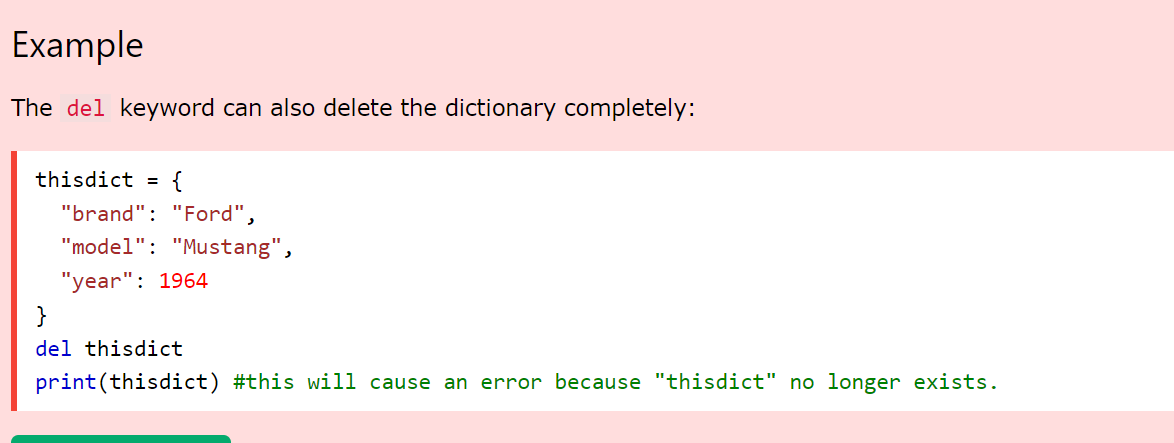 Example
The del keyword can also delete the dictionary completely:
thisdict = {
  "brand": "Ford",
  "model": "Mustang",
  "year": 1964
}
del thisdict
print(thisdict) #this will cause an error because "thisdict" no longer exists.